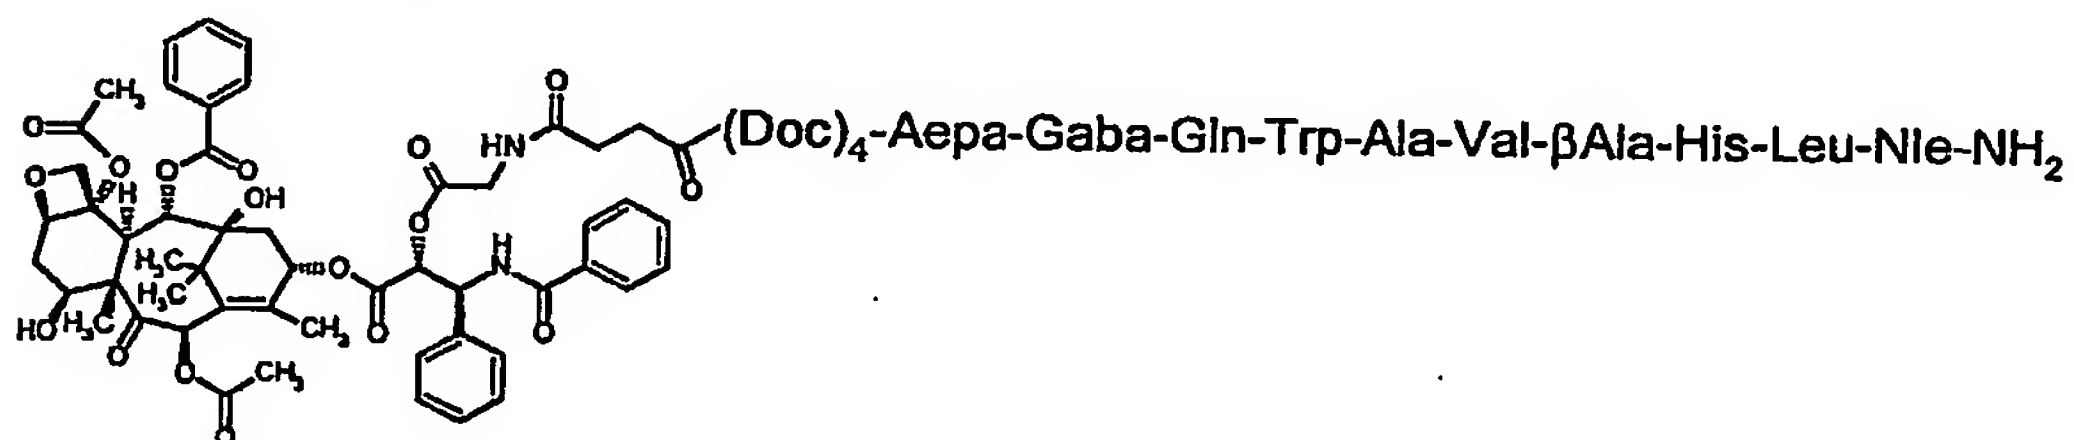 O
CH₃
O HN (Doc)₄-Aepa-Gaba-Gln-Trp-Ala-Val-βAla-His-Leu-Nle-NH₂
O
O O O
O O
H OH
O
H
H₃C O N
H₃C
HO H₃C CH₃ O O
O
O CH₃
O